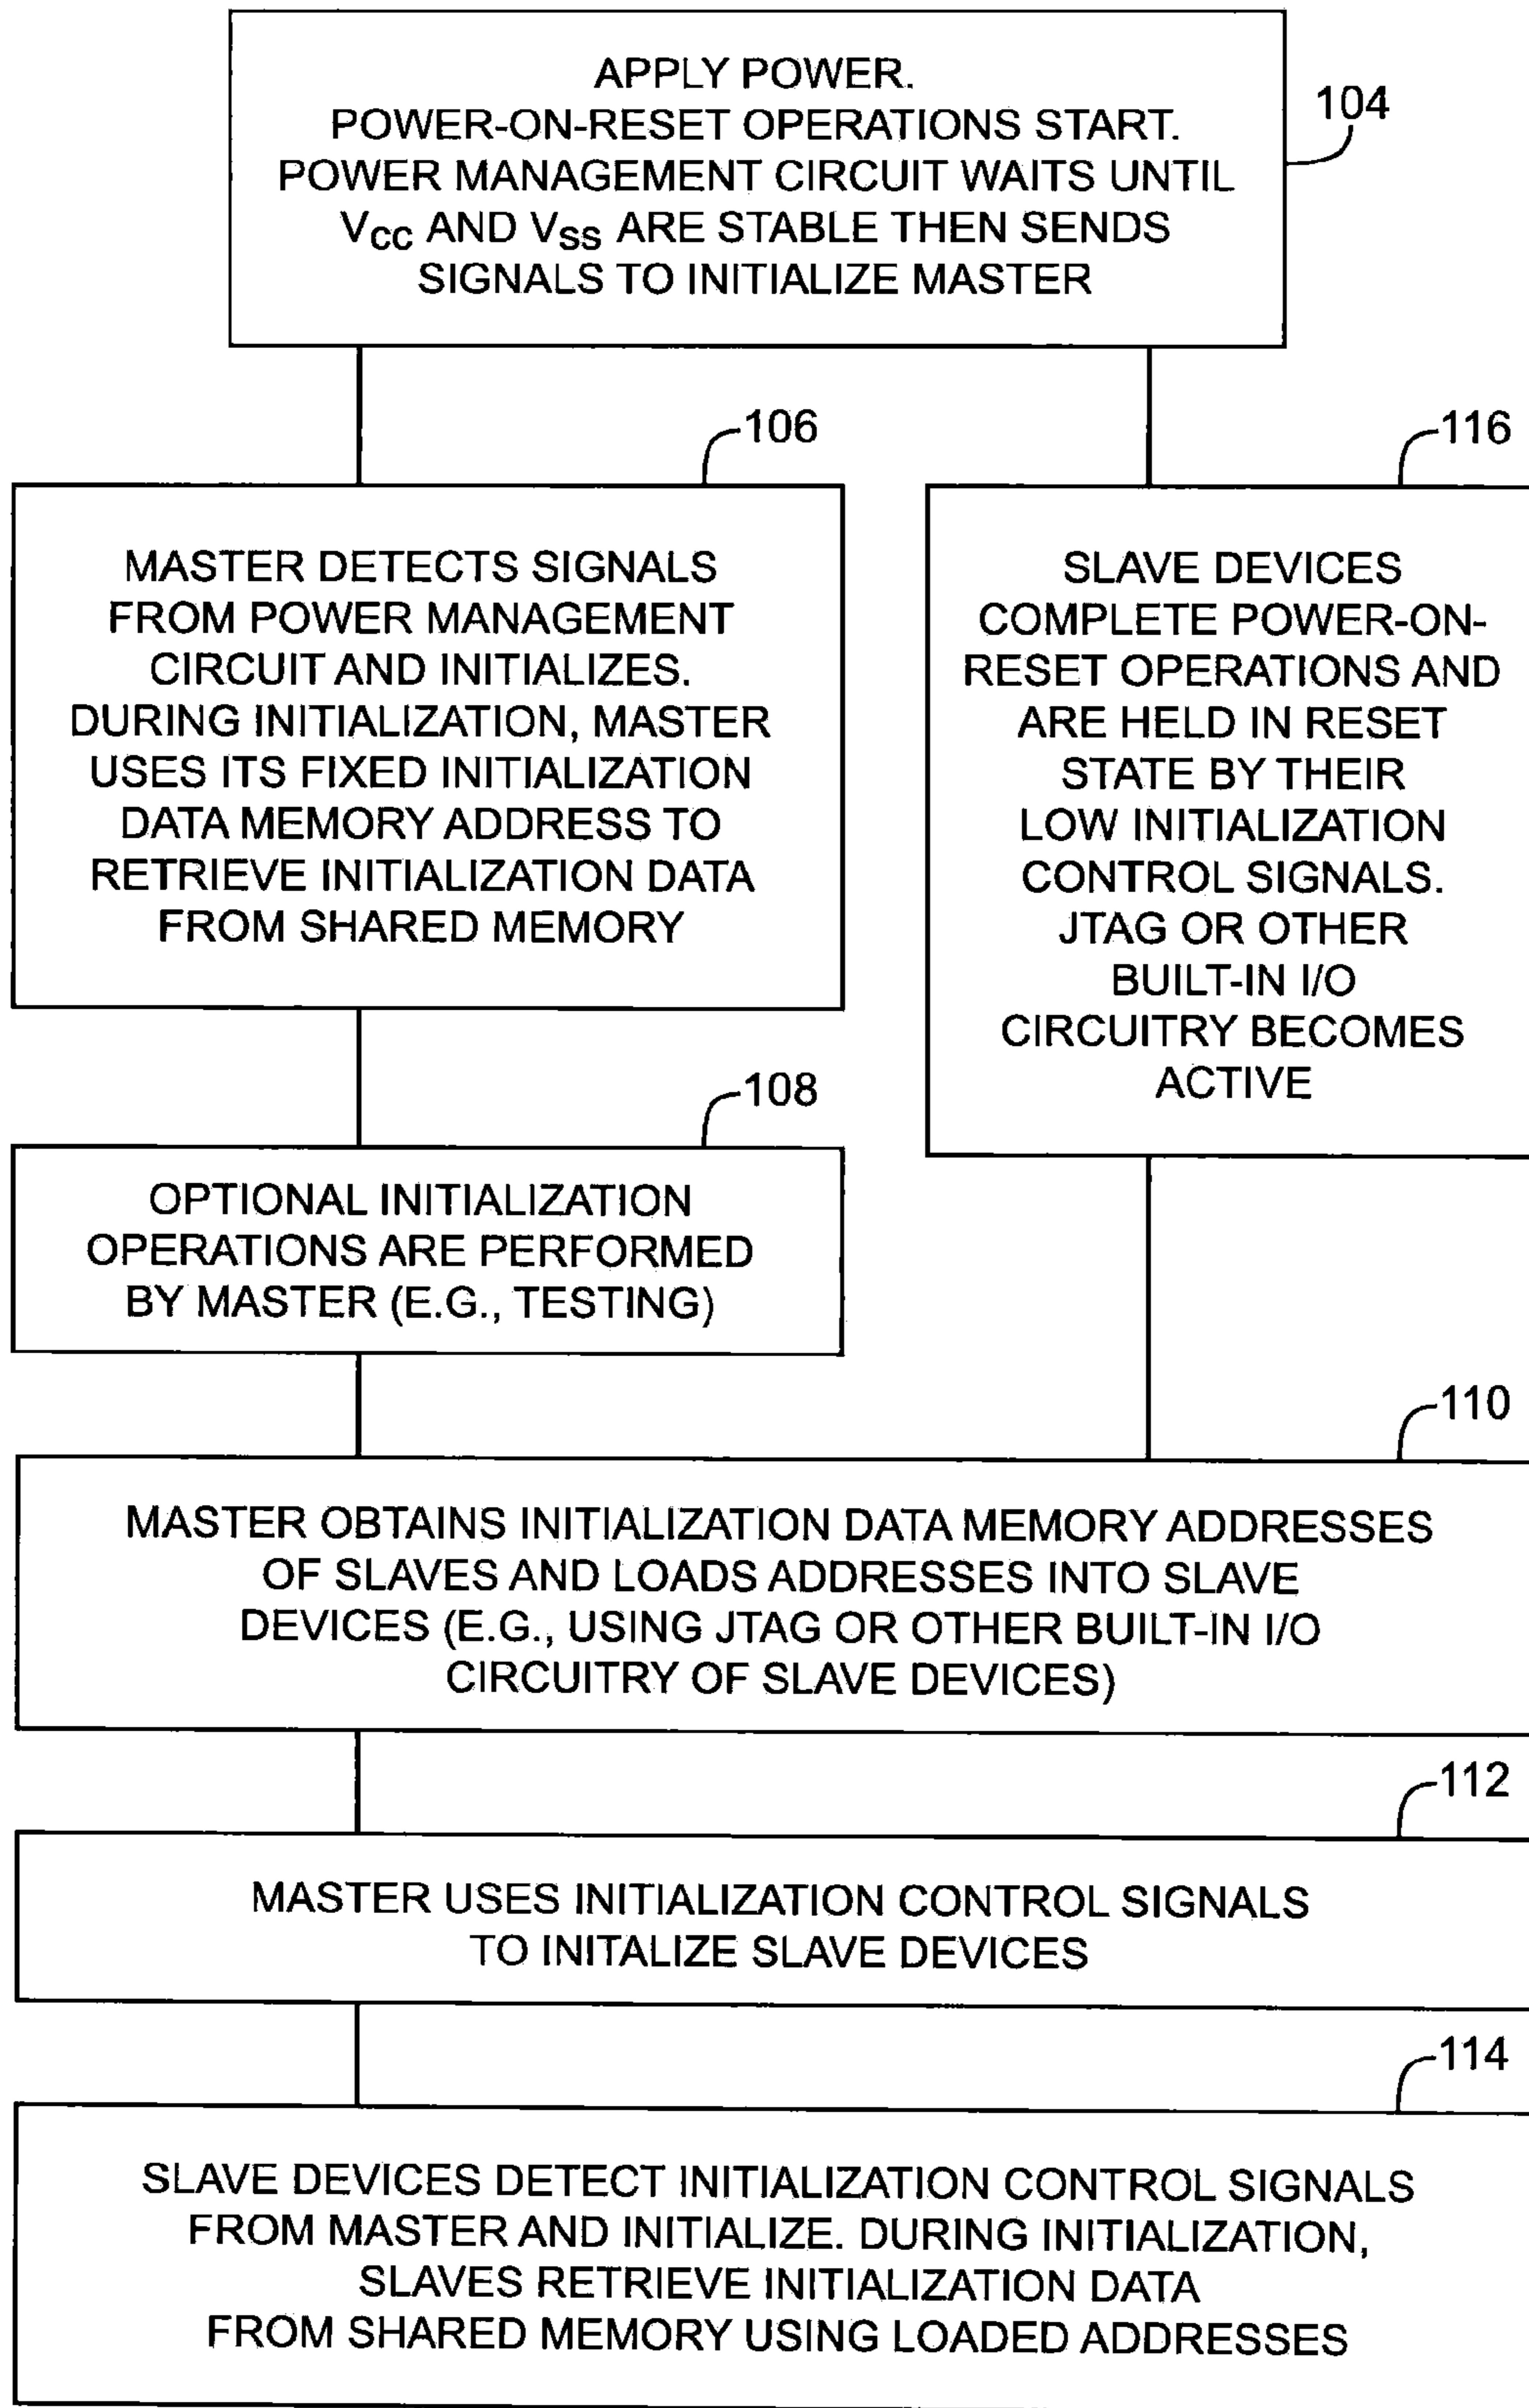 APPLY POWER.
POWER-ON-RESET OPERATIONS START.
POWER MANAGEMENT CIRCUIT WAITS UNTIL
VCC AND VSS ARE STABLE THEN SENDS
SIGNALS TO INITIALIZE MASTER
104
106
MASTER DETECTS SIGNALS
FROM POWER MANAGEMENT
CIRCUIT AND INITIALIZES.
DURING INITIALIZATION, MASTER
USES ITS FIXED INITIALIZATION
DATA MEMORY ADDRESS TO
RETRIEVE INITIALIZATION DATA
FROM SHARED MEMORY
116
SLAVE DEVICES
COMPLETE POWER-ON-
RESET OPERATIONS AND
ARE HELD IN RESET
STATE BY THEIR
LOW INITIALIZATION
CONTROL SIGNALS.
JTAG OR OTHER
BUILT-IN I/O
CIRCUITRY BECOMES
ACTIVE
108
OPTIONAL INITIALIZATION
OPERATIONS ARE PERFORMED
BY MASTER (E.G., TESTING)
110
MASTER OBTAINS INITIALIZATION DATA MEMORY ADDRESSES
OF SLAVES AND LOADS ADDRESSES INTO SLAVE
DEVICES (E.G., USING JTAG OR OTHER BUILT-IN I/O
CIRCUITRY OF SLAVE DEVICES)
112
MASTER USES INITIALIZATION CONTROL SIGNALS
TO INITALIZE SLAVE DEVICES
114
SLAVE DEVICES DETECT INITIALIZATION CONTROL SIGNALS
FROM MASTER AND INITIALIZE. DURING INITIALIZATION,
SLAVES RETRIEVE INITIALIZATION DATA
FROM SHARED MEMORY USING LOADED ADDRESSES